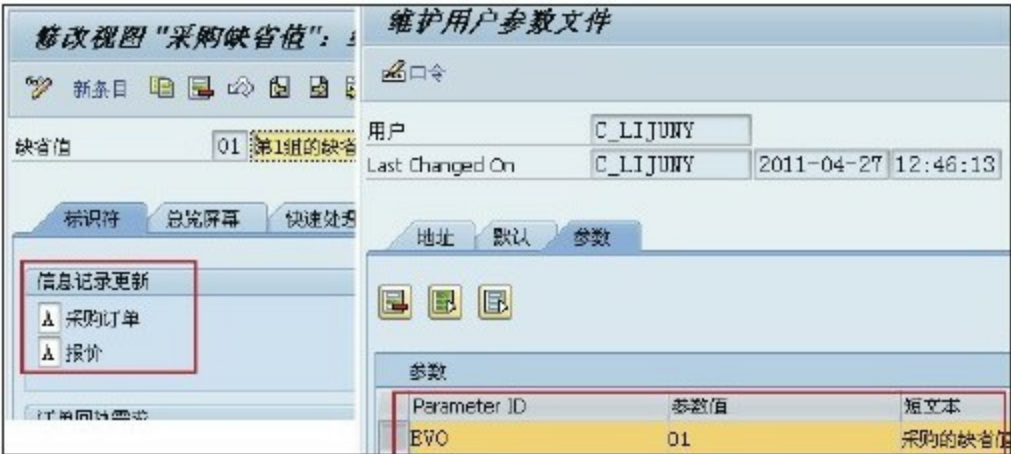 修改视图 "采购缺省值":
新条目
缺省值 01 第1组的缺省
标识符 总览屏幕 快速处理
信息记录更新
A 采购订单
A 报价
维护用户参数文件
口令
用户 C_LIJUNY
Last Changed On C_LIJUNY 2011-04-27 12:46:13
地址 默认 参数
参数
Parameter ID 参数值 短文本
EVO 01 采购的缺省值